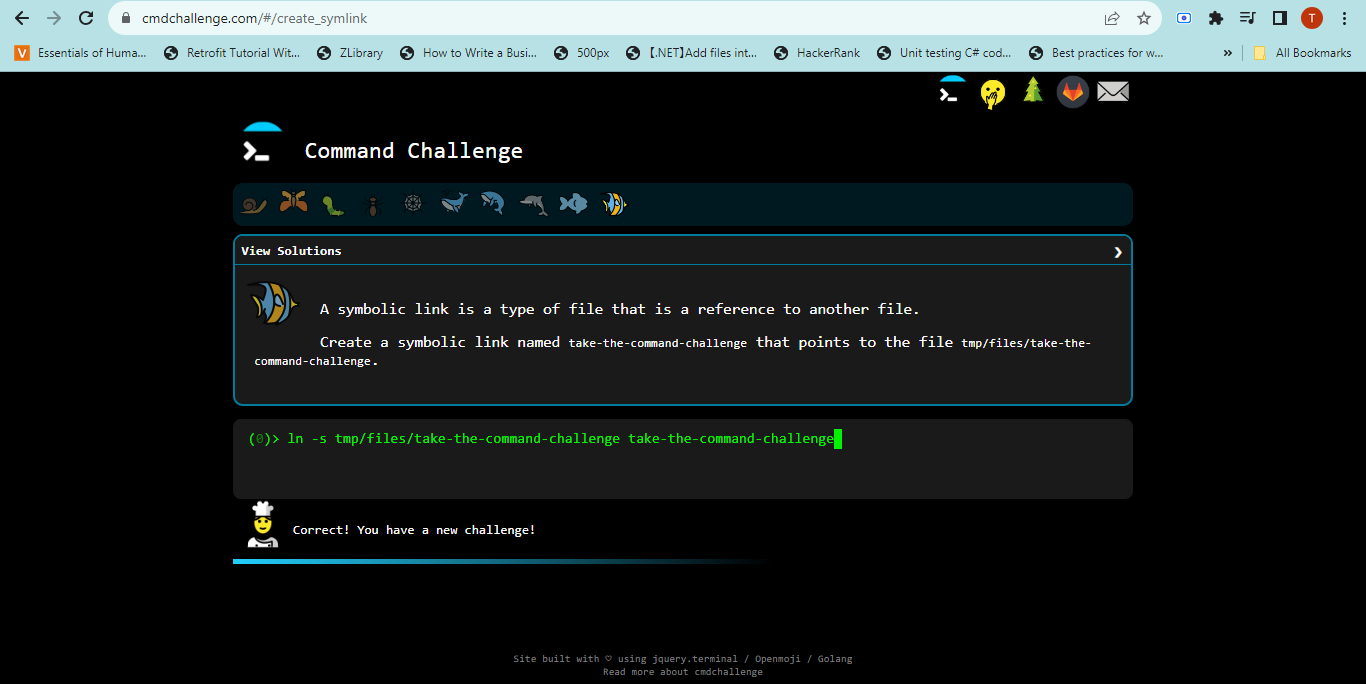 cmdchallenge.com/#/create_symlink
T
V Essentials of Huma... Retrofit Tutorial Wit... ZLibrary How to Write a Busi... 500px 【.NET】Add files int... HackerRank Unit testing C# cod... Best practices for w... » All Bookmarks
Command Challenge
View Solutions
A symbolic link is a type of file that is a reference to another file.
Create a symbolic link named take-the-command-challenge that points to the file tmp/files/take-the-
command-challenge.
(0)> ln -s tmp/files/take-the-command-challenge take-the-command-challenge
Correct! You have a new challenge!
Site built with ♡ using jquery.terminal / Openmoji / Golang
Read more about cmdchallenge